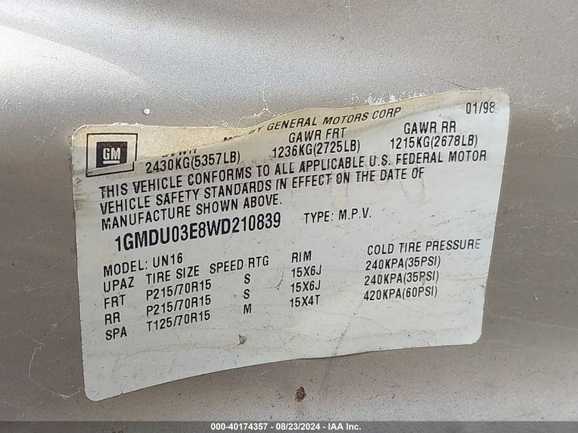 BY GENERAL MOTORS CORP 01/98
GM GAWR FRT GAWR RR
2430KG(5357LB) 1236KG(2725LB) 1215KG(2678LB)
THIS VEHICLE CONFORMS TO ALL APPLICABLE U.S. FEDERAL MOTOR
VEHICLE SAFETY STANDARDS IN EFFECT ON THE DATE OF
MANUFACTURE SHOWN ABOVE.
1GMDU03E8WD210839 TYPE: M.P.V.
MODEL: UN16
UPAZ TIRE SIZE SPEED RTG RIM COLD TIRE PRESSURE
FRT P215/70R15 S 15X6J 240KPA(35PSI)
RR P215/70R15 S 15X6J 240KPA(35PSI)
SPA T125/70R15 M 15X4T 420KPA(60PSI)
000-40174357 - 08/23/2024 - IAA Inc.